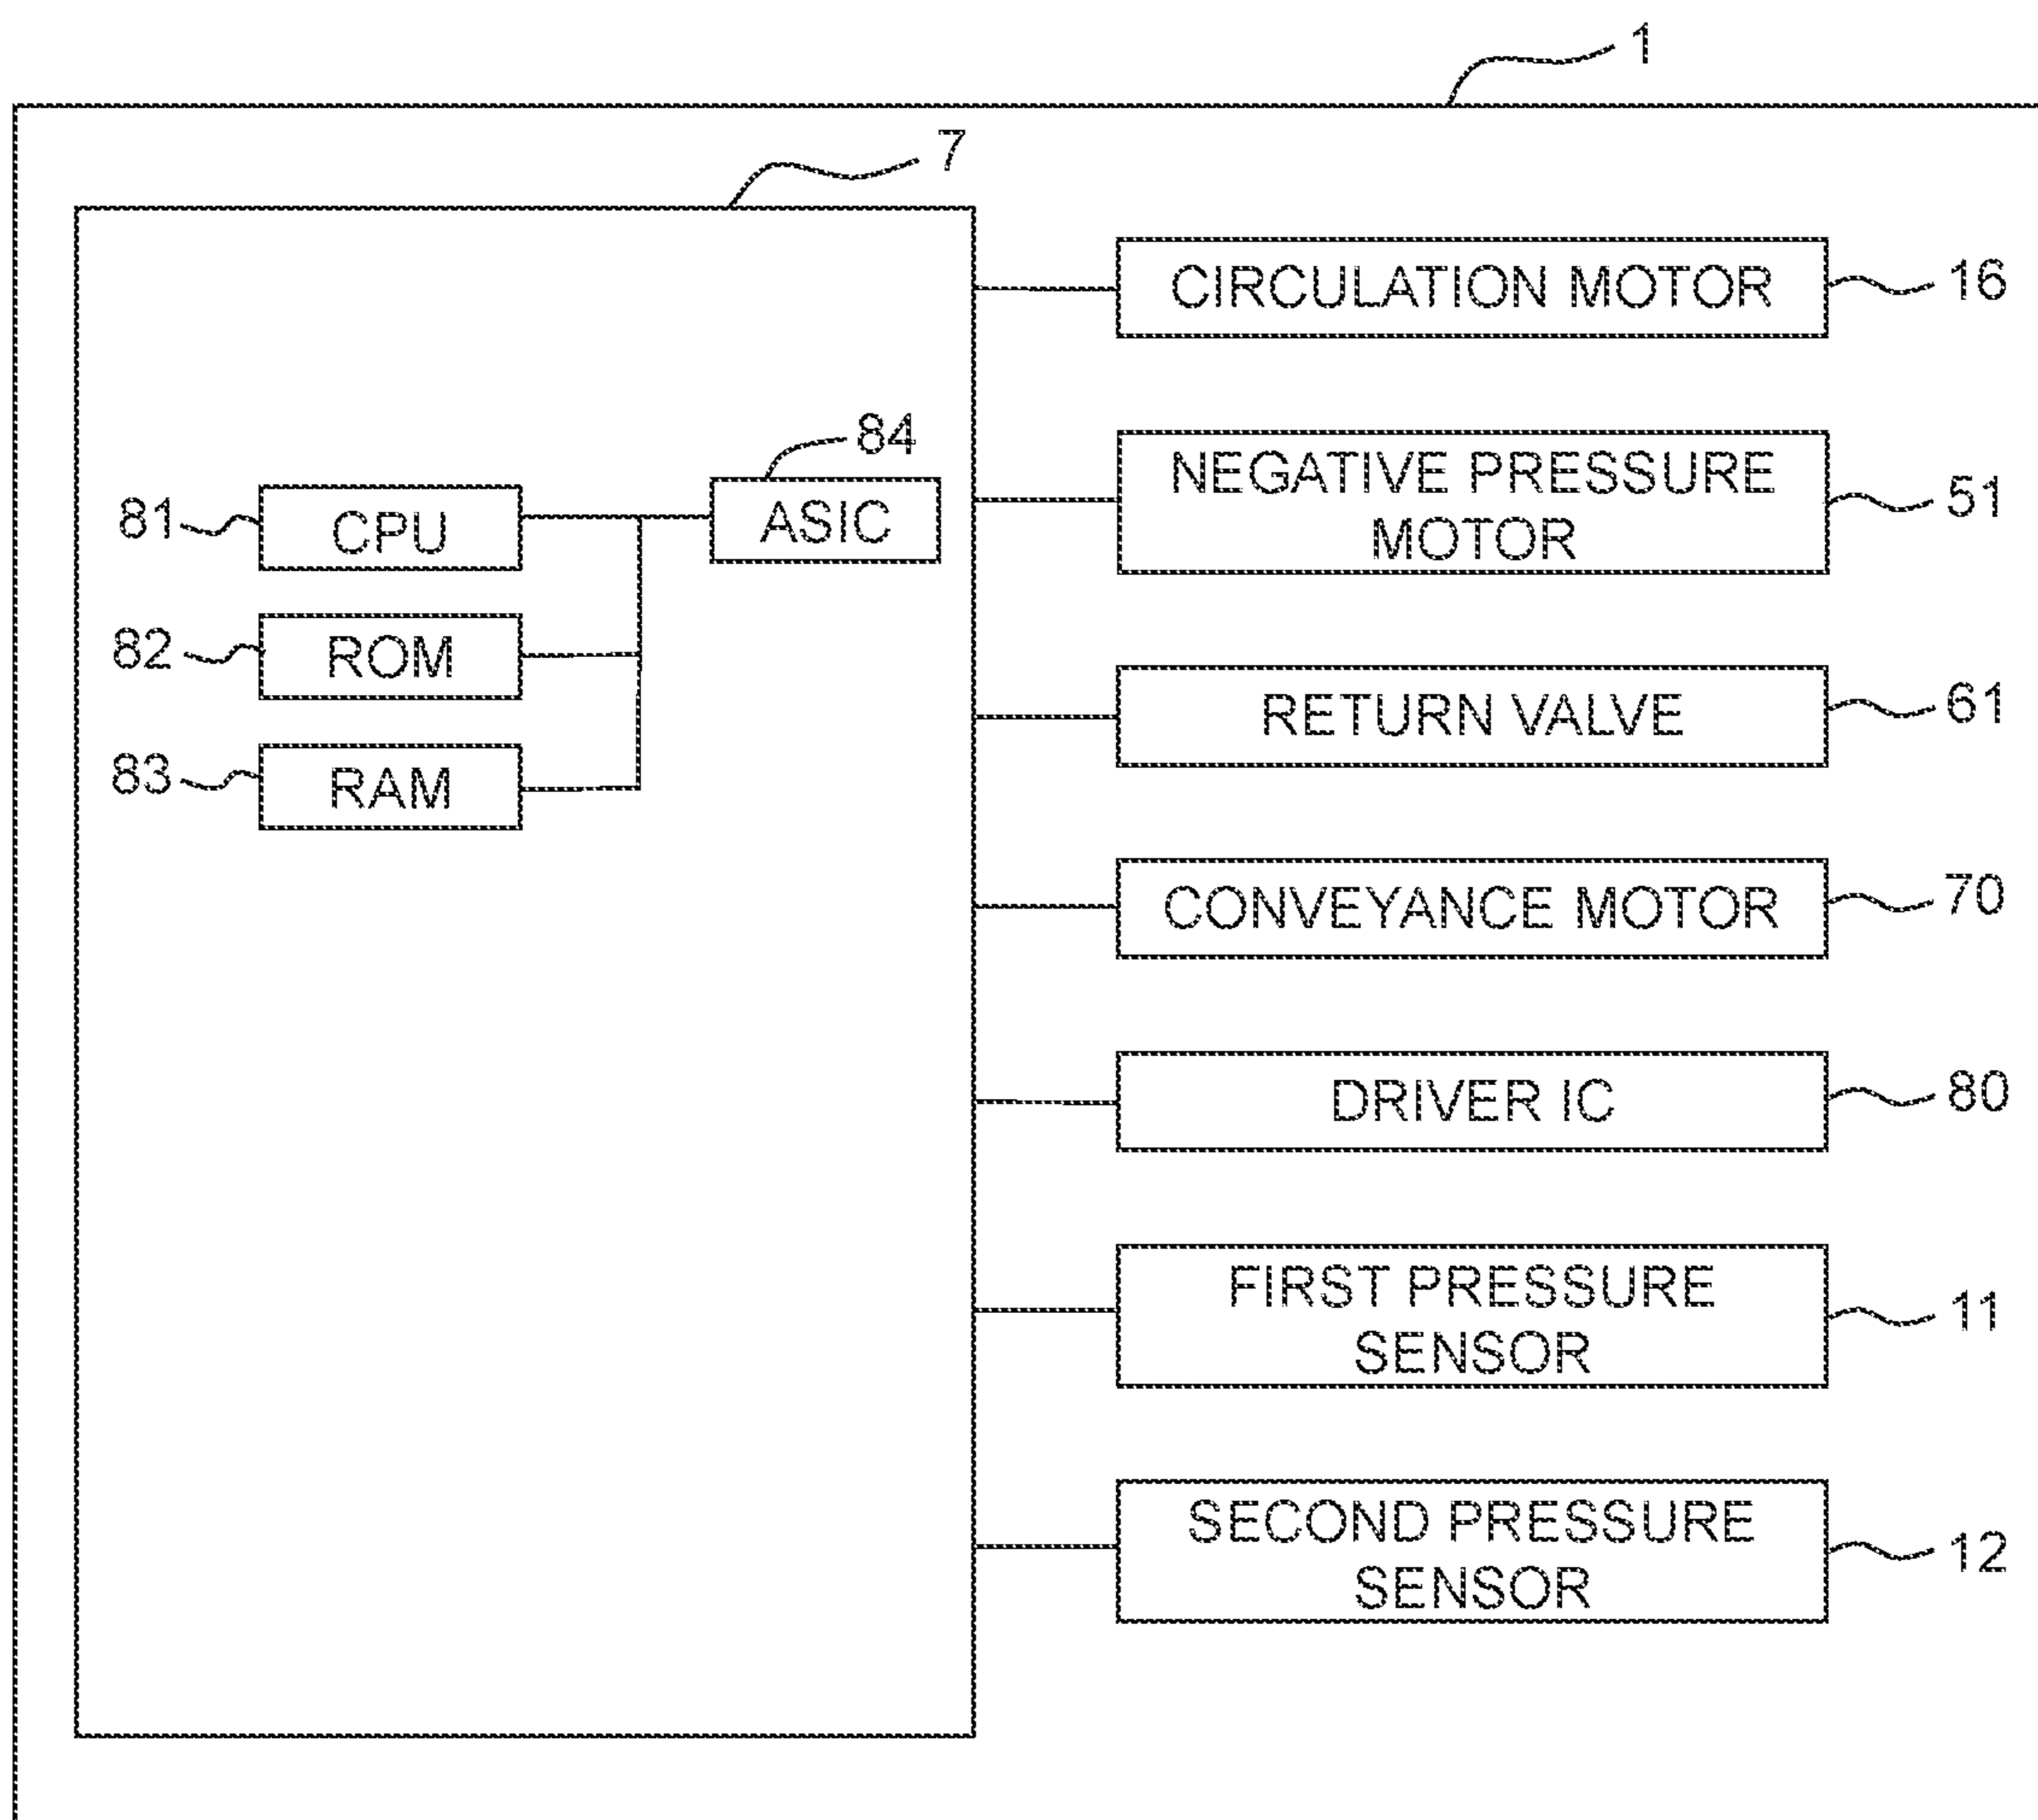 1
7
CIRCULATION MOTOR
16
84
NEGATIVE PRESSURE
MOTOR
51
81
CPU
ASIC
82
ROM
RETURN VALVE
61
83
RAM
CONVEYANCE MOTOR
70
DRIVER IC
80
FIRST PRESSURE
SENSOR
11
SECOND PRESSURE
SENSOR
12